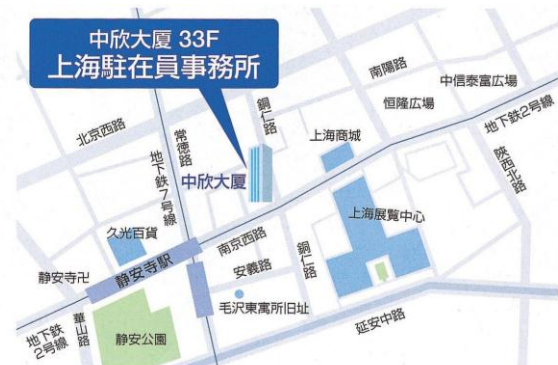 中欣大厦 33F
上海駐在員事務所
南陽路
中信泰富広場
銅仁路
恒隆広場
地下鉄2号線
北京西路
常徳路
上海商城
陝西北路
地下鉄7号線
中欣大厦
上海展覧中心
久光百貨
南京西路
静安寺駅
安義路
銅仁路
静安寺卍
毛沢東寓所旧址
延安中路
地下鉄
2号線
華山路
静安公園